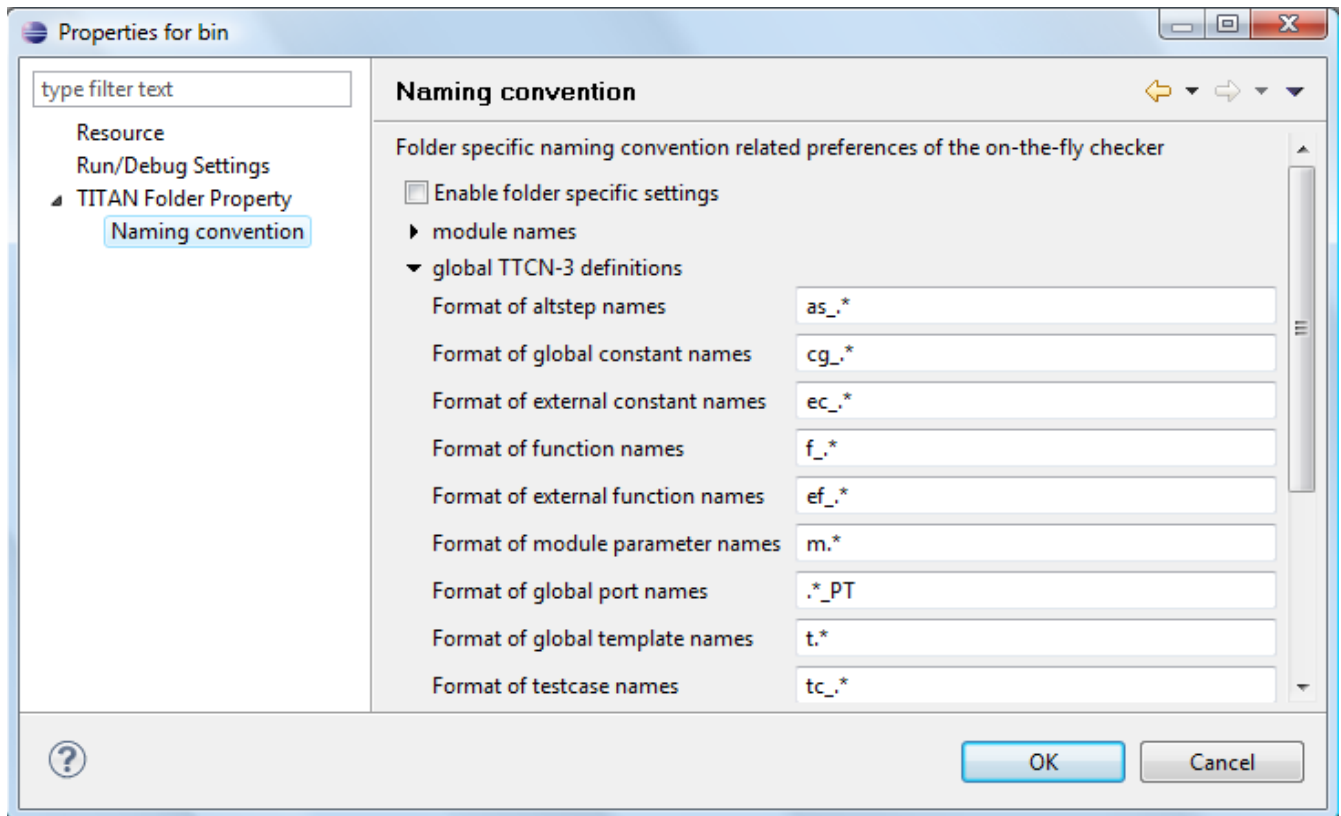 Properties for bin
type filter text
Resource
Run/Debug Settings
TITAN Folder Property
Naming convention
Naming convention
Folder specific naming convention related preferences of the on-the-fly checker
Enable folder specific settings
module names
global TTCN-3 definitions
Format of altstep names as_.*
Format of global constant names cg_.*
Format of external constant names ec_.*
Format of function names f_.*
Format of external function names ef_.*
Format of module parameter names m.*
Format of global port names .*_PT
Format of global template names t.*
Format of testcase names tc_.*
?
OK Cancel